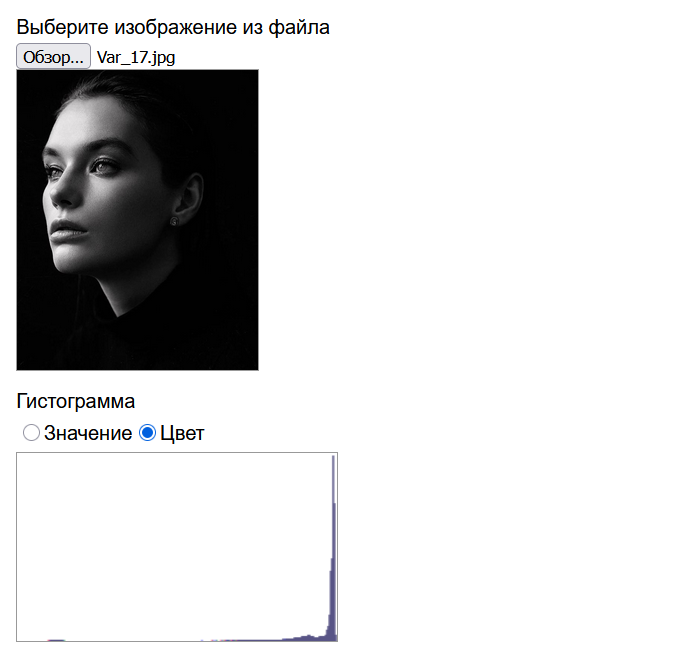 Выберите изображение из файла
Обзор... Var_17.jpg
Гистограмма
Значение Цвет